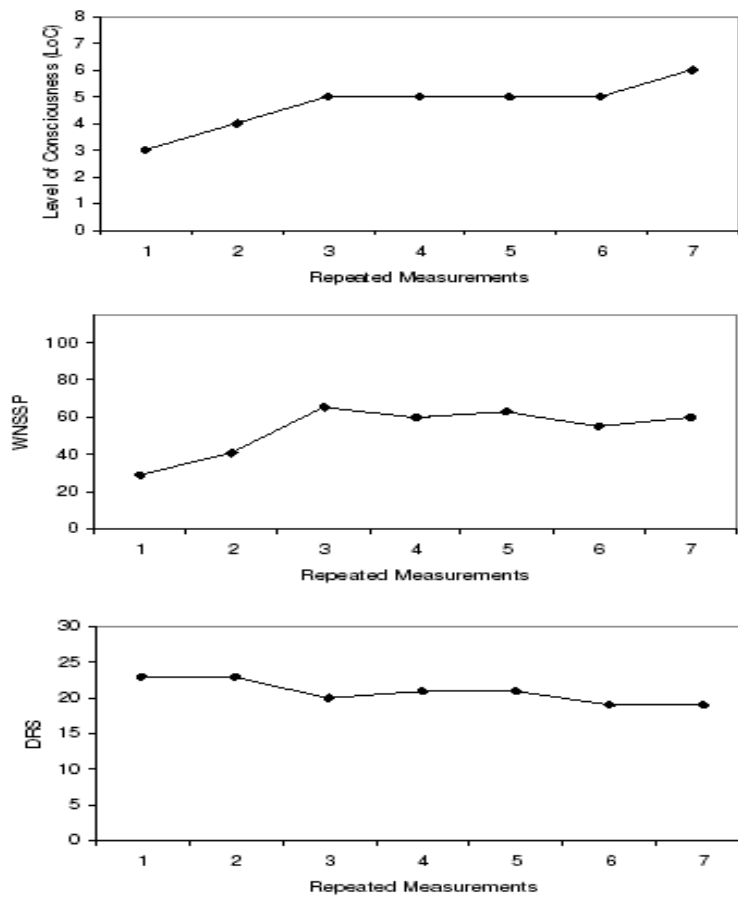 Level of Consciousness (LoC)
8
7
6
5
4
3
2
1
0
1 2 3 4 5 6 7
Repeated Measurements
WNSSP
100
80
60
40
20
0
1 2 3 4 5 6 7
Repeated Measurements
DRS
30
25
20
15
10
5
0
1 2 3 4 5 6 7
Repeated Measurements